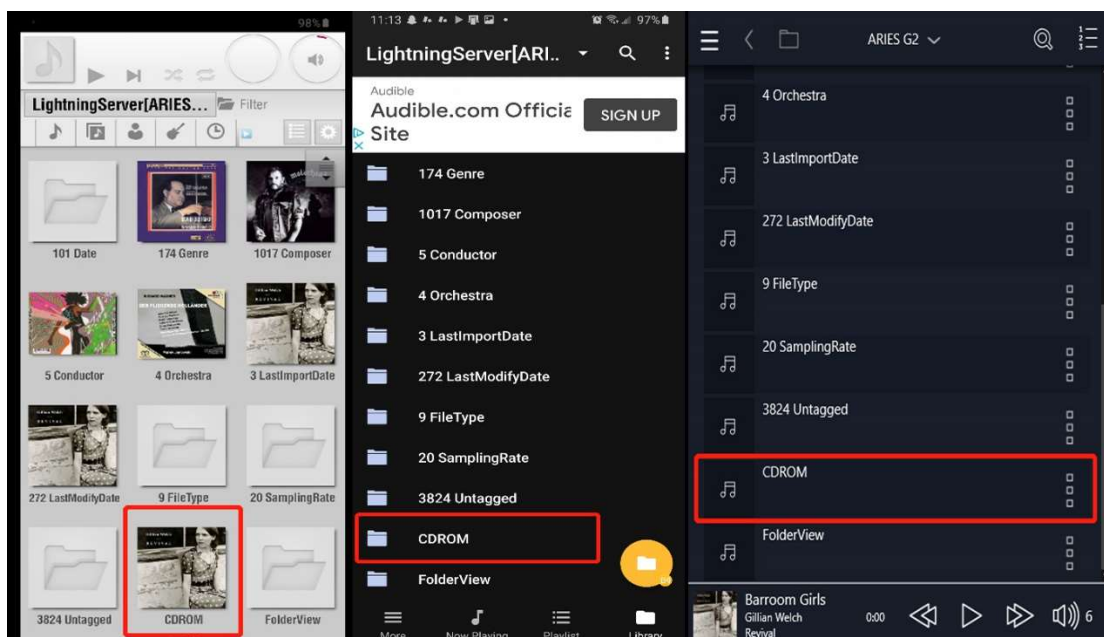 98%
LightningServer[ARIES...
Filter
101 Date
174 Genre
1017 Composer
5 Conductor
4 Orchestra
3 LastImportDate
272 LastModifyDate
9 FileType
20 SamplingRate
3824 Untagged
CDROM
FolderView
11:13
97%
LightningServer[ARI..
Audible
Audible.com Officia
Site
SIGN UP
174 Genre
1017 Composer
5 Conductor
4 Orchestra
3 LastImportDate
272 LastModifyDate
9 FileType
20 SamplingRate
3824 Untagged
CDROM
FolderView
More
Now Playing
Playlist
Library
ARIES G2
4 Orchestra
3 LastImportDate
272 LastModifyDate
9 FileType
20 SamplingRate
3824 Untagged
CDROM
FolderView
Barroom Girls
Gillian Welch
Revival
0:00
6